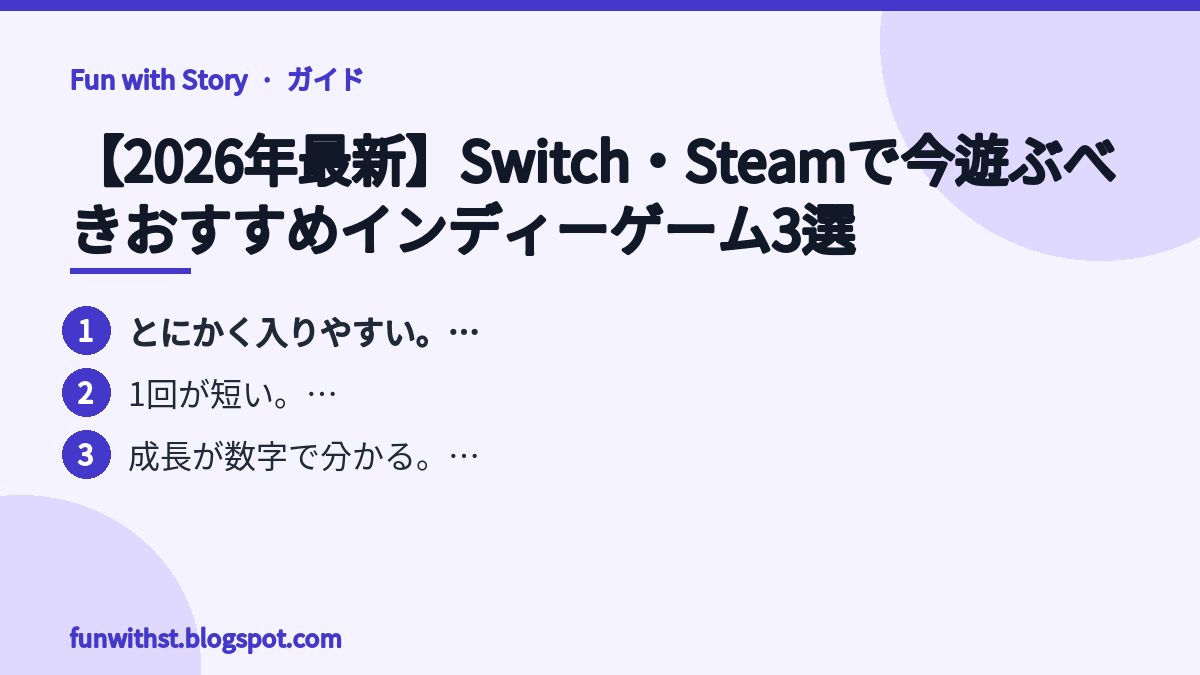 Fun with Story ・ ガイド
【2026年最新】Switch・Steamで今遊ぶべ
きおすすめインディーゲーム3選
1 とにかく入りやすい。…
2 1回が短い。…
3 成長が数字で分かる。…
funwithst.blogspot.com